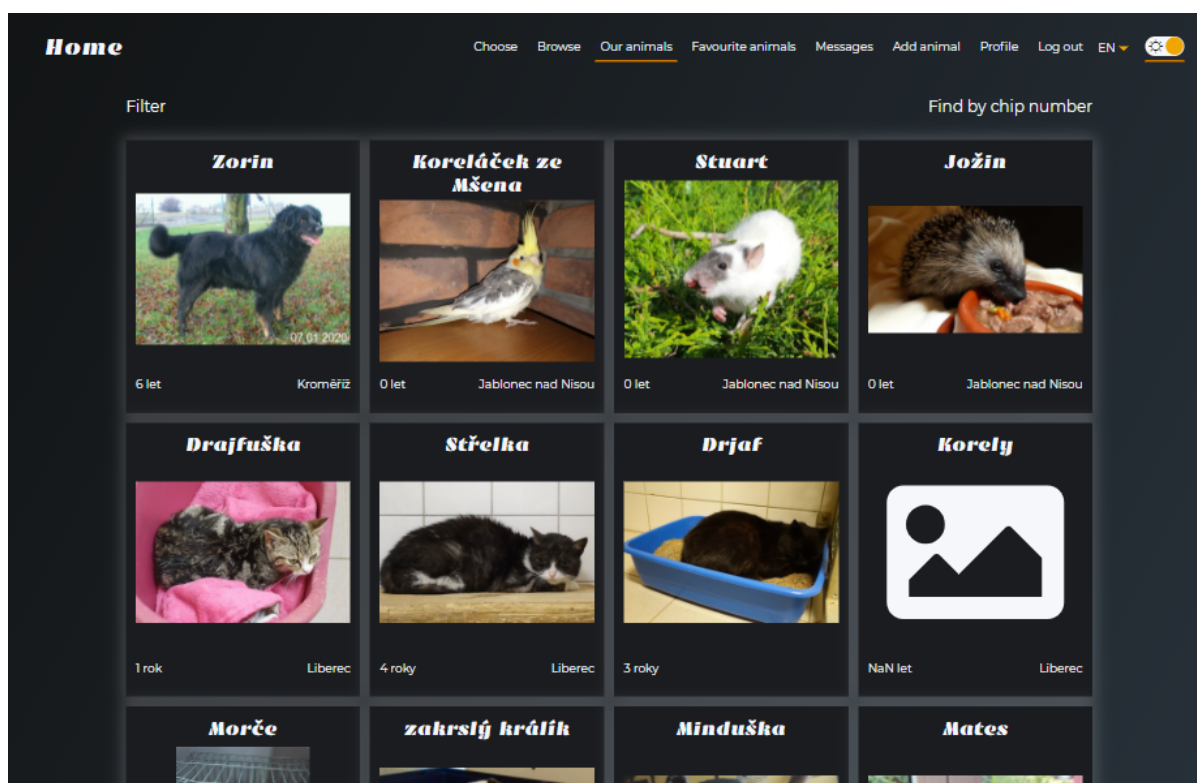 Home
Choose Browse Our animals Favourite animals Messages Add animal Profile Log out EN
Filter
Find by chip number
Zorin
Koreláček ze
Mšena
Stuart
Jožin
07.01.2020
6 let Kroměříž
0 let Jablonec nad Nisou
0 let Jablonec nad Nisou
0 let Jablonec nad Nisou
Drajfuška
Střelka
Drjaf
Korely
1 rok Liberec
4 roky Liberec
3 roky
NaN let Liberec
Morče
zakrslý králík
Minduška
Mates